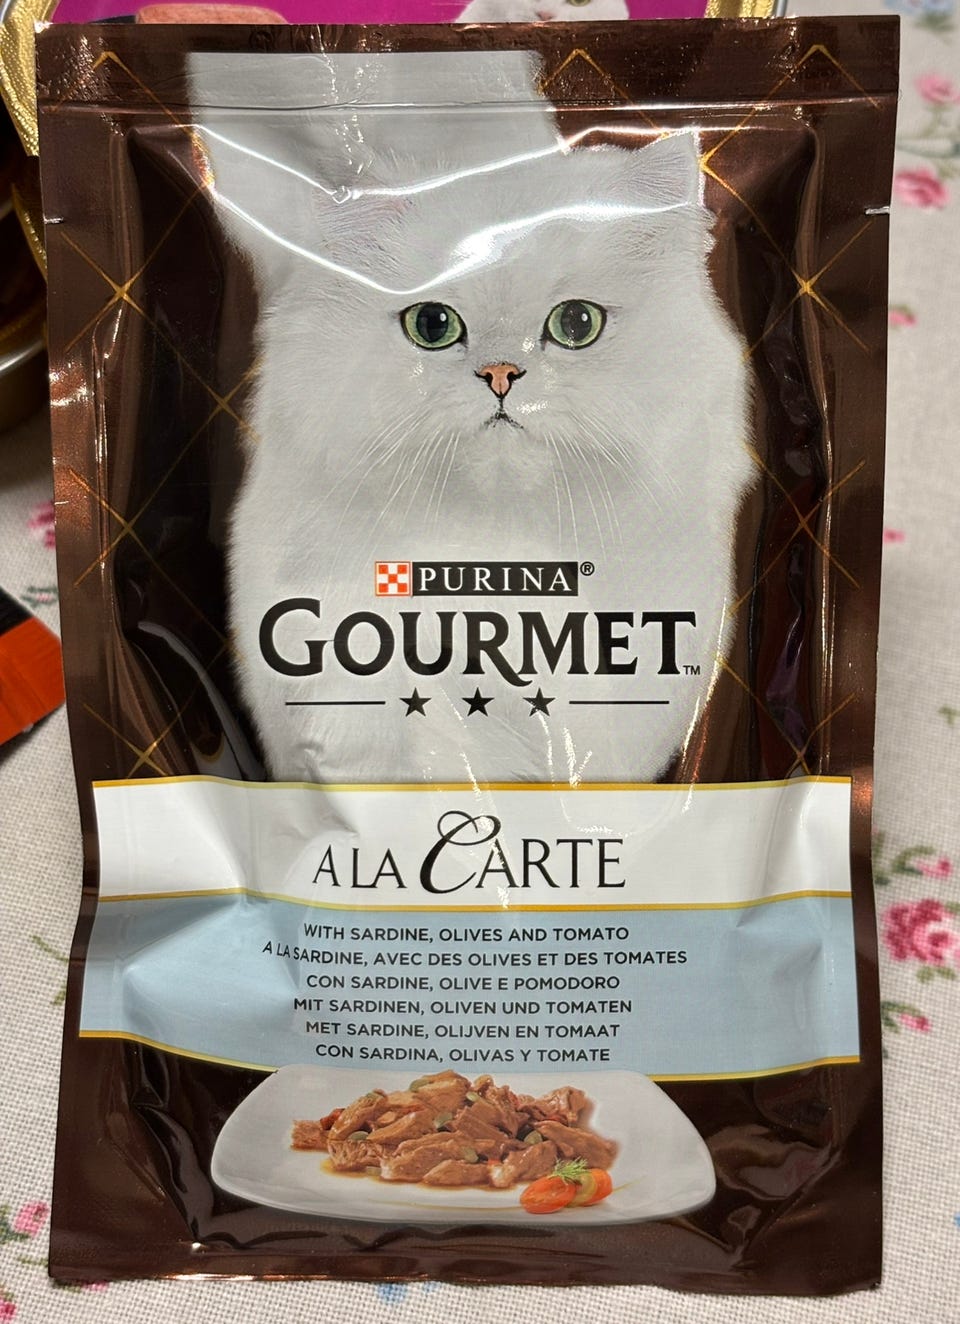 PURINA®
GOURMET™
A LA CARTE
WITH SARDINE, OLIVES AND TOMATO
A LA SARDINE, AVEC DES OLIVES ET DES TOMATES
CON SARDINE, OLIVE E POMODORO
MIT SARDINEN, OLIVEN UND TOMATEN
MET SARDINE, OLIJVEN EN TOMAAT
CON SARDINA, OLIVAS Y TOMATE